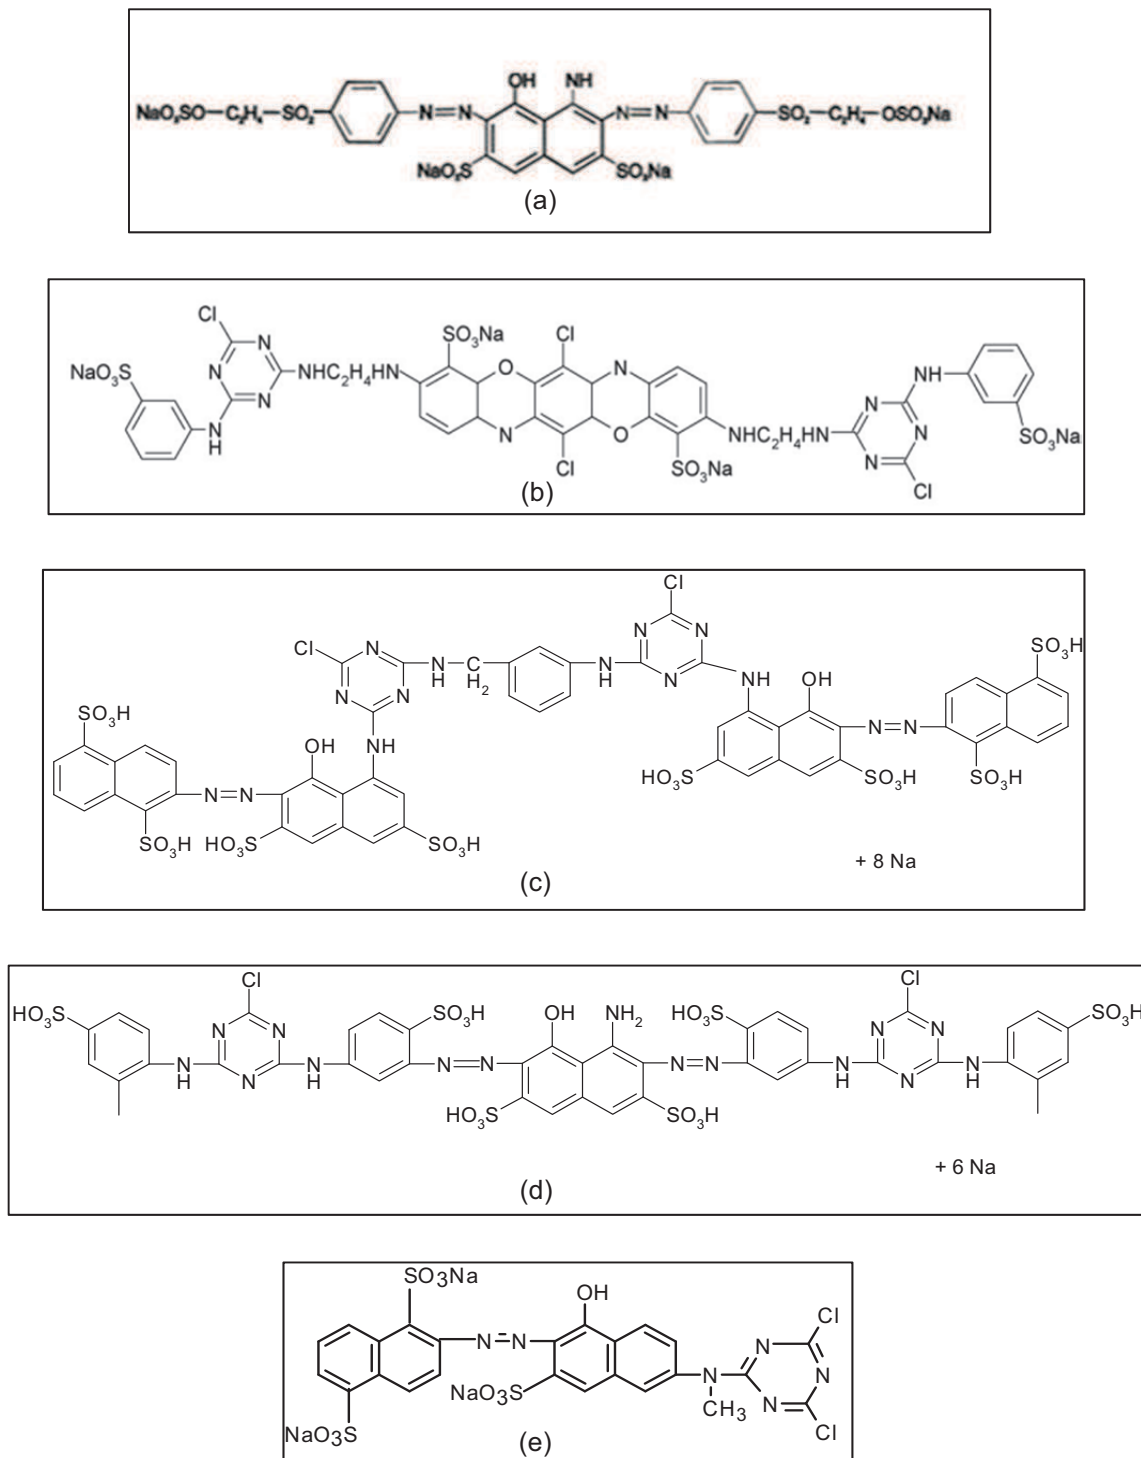 OH NH
NaO₃SO–C₂H₄–SO₂ N=N N=N SO₂–C₂H₄–OSO₃Na
NaO₃S SO₃Na
(a)
Cl SO₃Na Cl
NaO₃S N N NHC₂H₄HN O N NH
N N H N O NHC₂H₄NH N N SO₃Na
Cl SO₃Na N Cl
(b)
Cl
Cl N N H N C H₂ N H N N N NH OH SO₃H
N N NH
SO₃H OH N=N
N=N HO₃S SO₃H SO₃H
SO₃H HO₃S SO₃H
+ 8 Na
(c)
Cl Cl
HO₃S N N SO₃H OH NH₂ HO₃S N N SO₃H
N H N N H N=N N=N N H N N H
HO₃S SO₃H
+ 6 Na
(d)
SO₃Na OH Cl
N-N N N
NaO₃S N CH₃ N
NaO₃S Cl
(e)